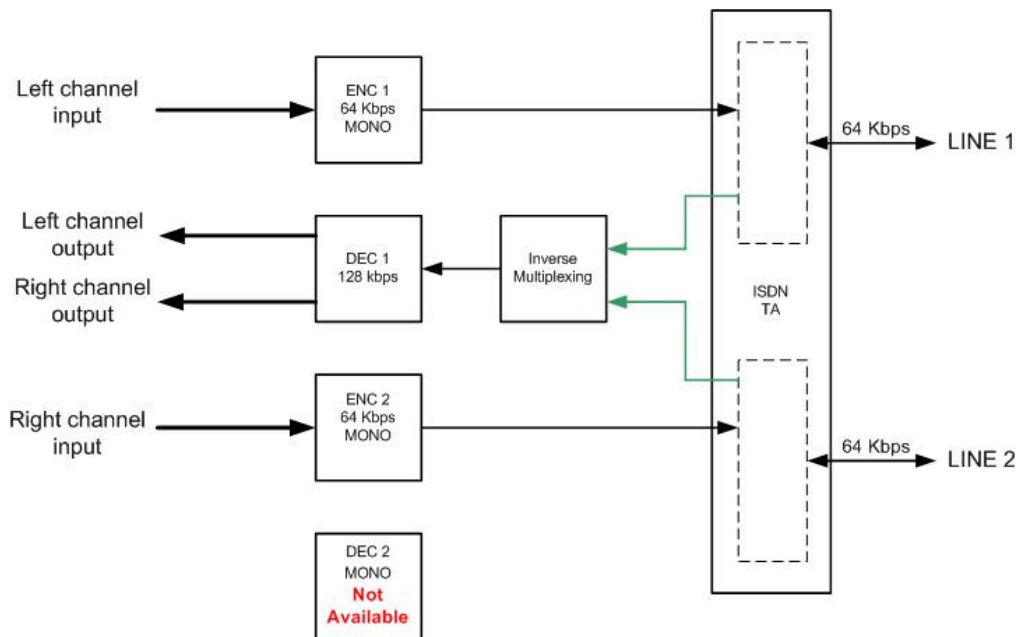 Left channel
input
ENC 1
64 Kbps
MONO
64 Kbps
LINE 1
Left channel
output
Right channel
output
DEC 1
128 kbps
Inverse
Multiplexing
ISDN
TA
Right channel
input
ENC 2
64 Kbps
MONO
64 Kbps
LINE 2
DEC 2
MONO
Not
Available